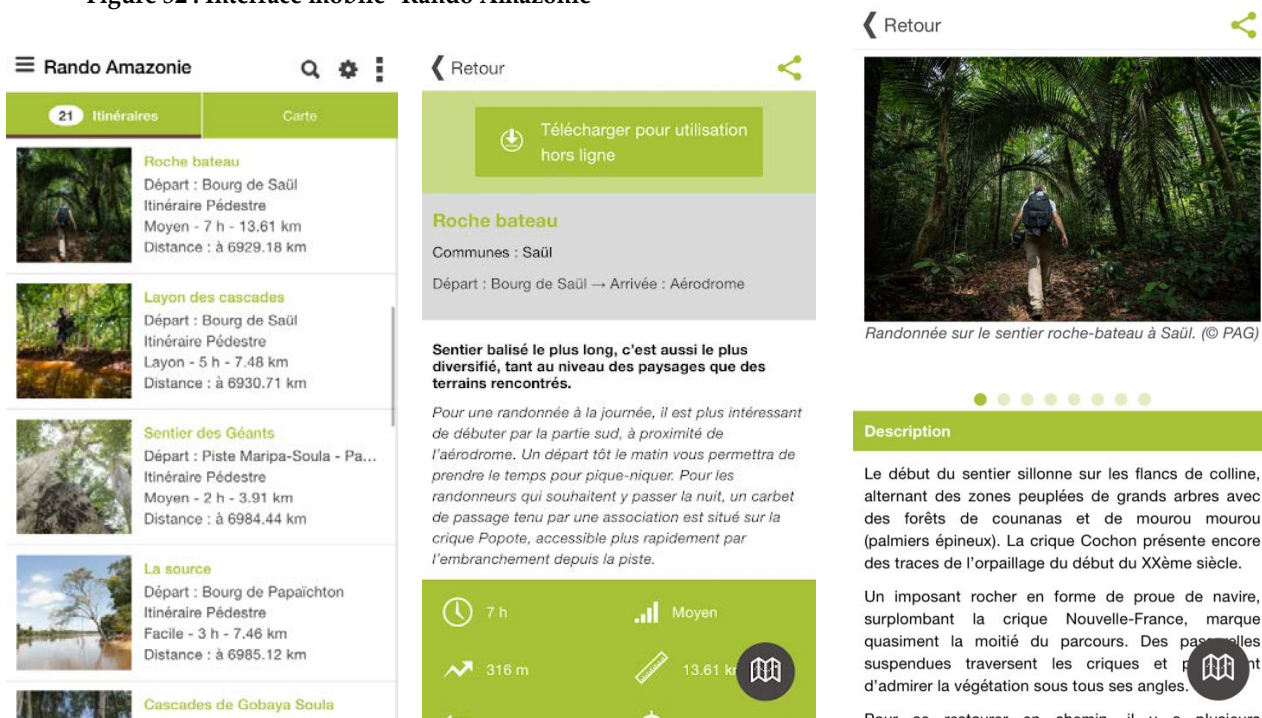 Figure 32 : Interface mobile "Rando Amazonie"
Rando Amazonie
21 Itinéraires
Carte
Roche bateau
Départ : Bourg de Saül
Itinéraire Pédestre
Moyen - 7 h - 13.61 km
Distance : à 6929.18 km
Layon des cascades
Départ : Bourg de Saül
Itinéraire Pédestre
Layon - 5 h - 7.48 km
Distance : à 6930.71 km
Sentier des Géants
Départ : Piste Maripa-Soula - Pa...
Itinéraire Pédestre
Moyen - 2 h - 3.91 km
Distance : à 6984.44 km
La source
Départ : Bourg de Papaïchton
Itinéraire Pédestre
Facile - 3 h - 7.46 km
Distance : à 6985.12 km
Cascades de Gobaya Soula
Retour
Télécharger pour utilisation
hors ligne
Roche bateau
Communes : Saül
Départ : Bourg de Saül → Arrivée : Aérodrome
Sentier balisé le plus long, c'est aussi le plus
diversifié, tant au niveau des paysages que des
terrains rencontrés.
Pour une randonnée à la journée, il est plus intéressant
de débuter par la partie sud, à proximité de
l'aérodrome. Un départ tôt le matin vous permettra de
prendre le temps pour pique-niquer. Pour les
randonneurs qui souhaitent y passer la nuit, un carbet
de passage tenu par une association est situé sur la
crique Popote, accessible plus rapidement par
l'embranchement depuis la piste.
7 h
Moyen
316 m
13.61
Retour
Randonnée sur le sentier roche-bateau à Saül. (© PAG)
Description
Le début du sentier sillonne sur les flancs de colline,
alternant des zones peuplées de grands arbres avec
des forêts de counanas et de mourou mourou
(palmiers épineux). La crique Cochon présente encore
des traces de l'orpaillage du début du XXème siècle.
Un imposant rocher en forme de proue de navire,
surplombant la crique Nouvelle-France, marque
quasiment la moitié du parcours. Des
suspendues traversent les criques et
d'admirer la végétation sous tous ses angles.
Pour se restaurer en chemin, il y a plusieurs